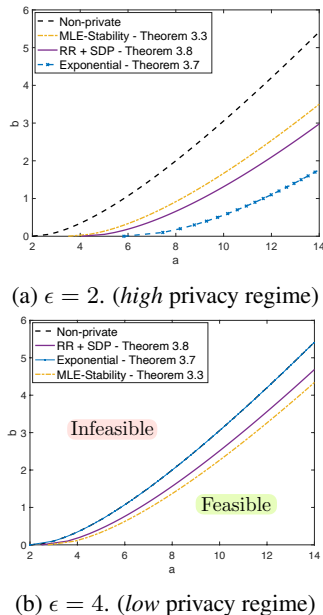 6
5
4
3
2
1
0
b
Non-private
MLE-Stability - Theorem 3.3
RR + SDP - Theorem 3.8
Exponential - Theorem 3.7
2 4 6 8 10 12 14
a
(a) ϵ = 2. (high privacy regime)
6
5
4
3
2
1
0
b
Non-private
RR + SDP - Theorem 3.8
Exponential - Theorem 3.7
MLE-Stability - Theorem 3.3
Infeasible
Feasible
2 4 6 8 10 12 14
a
(b) ϵ = 4. (low privacy regime)